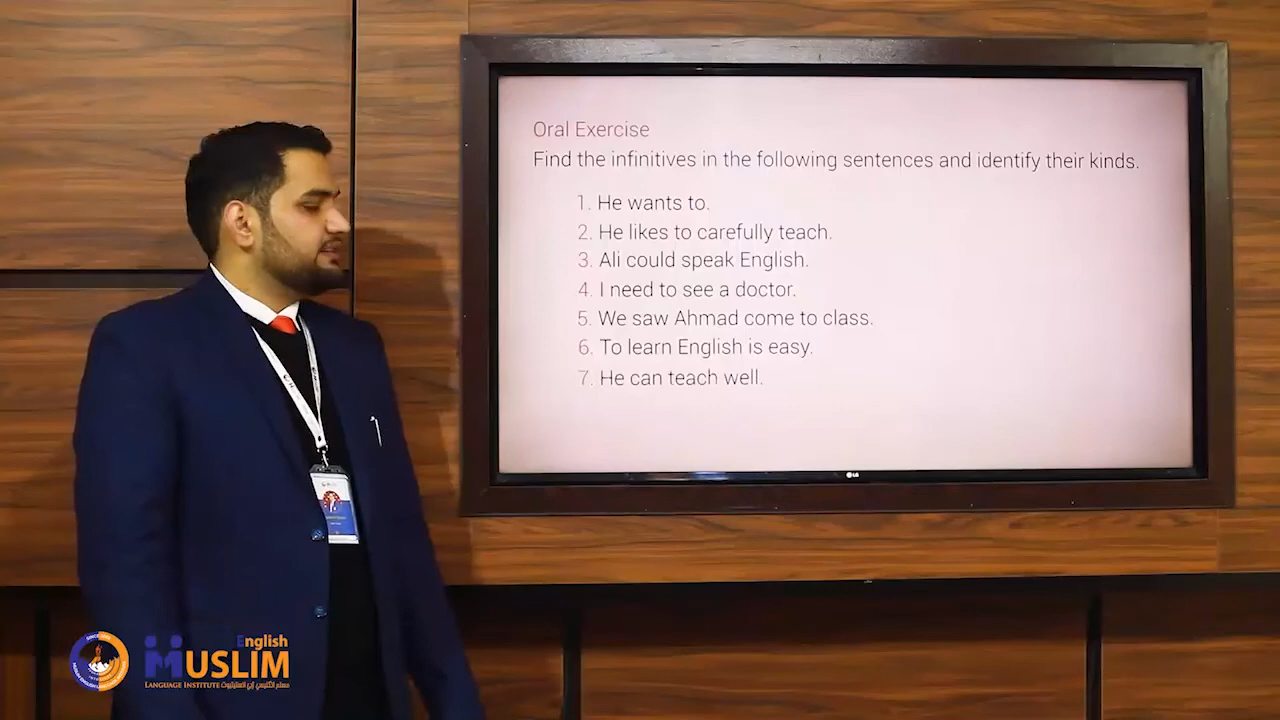 Oral Exercise
Find the infinitives in the following sentences and identify their kinds.
1. He wants to.
2. He likes to carefully teach.
3. Ali could speak English.
4. I need to see a doctor.
5. We saw Ahmad come to class.
6. To learn English is easy.
7. He can teach well.
LG
English
MUSLIM
LANGUAGE INSTITUTE